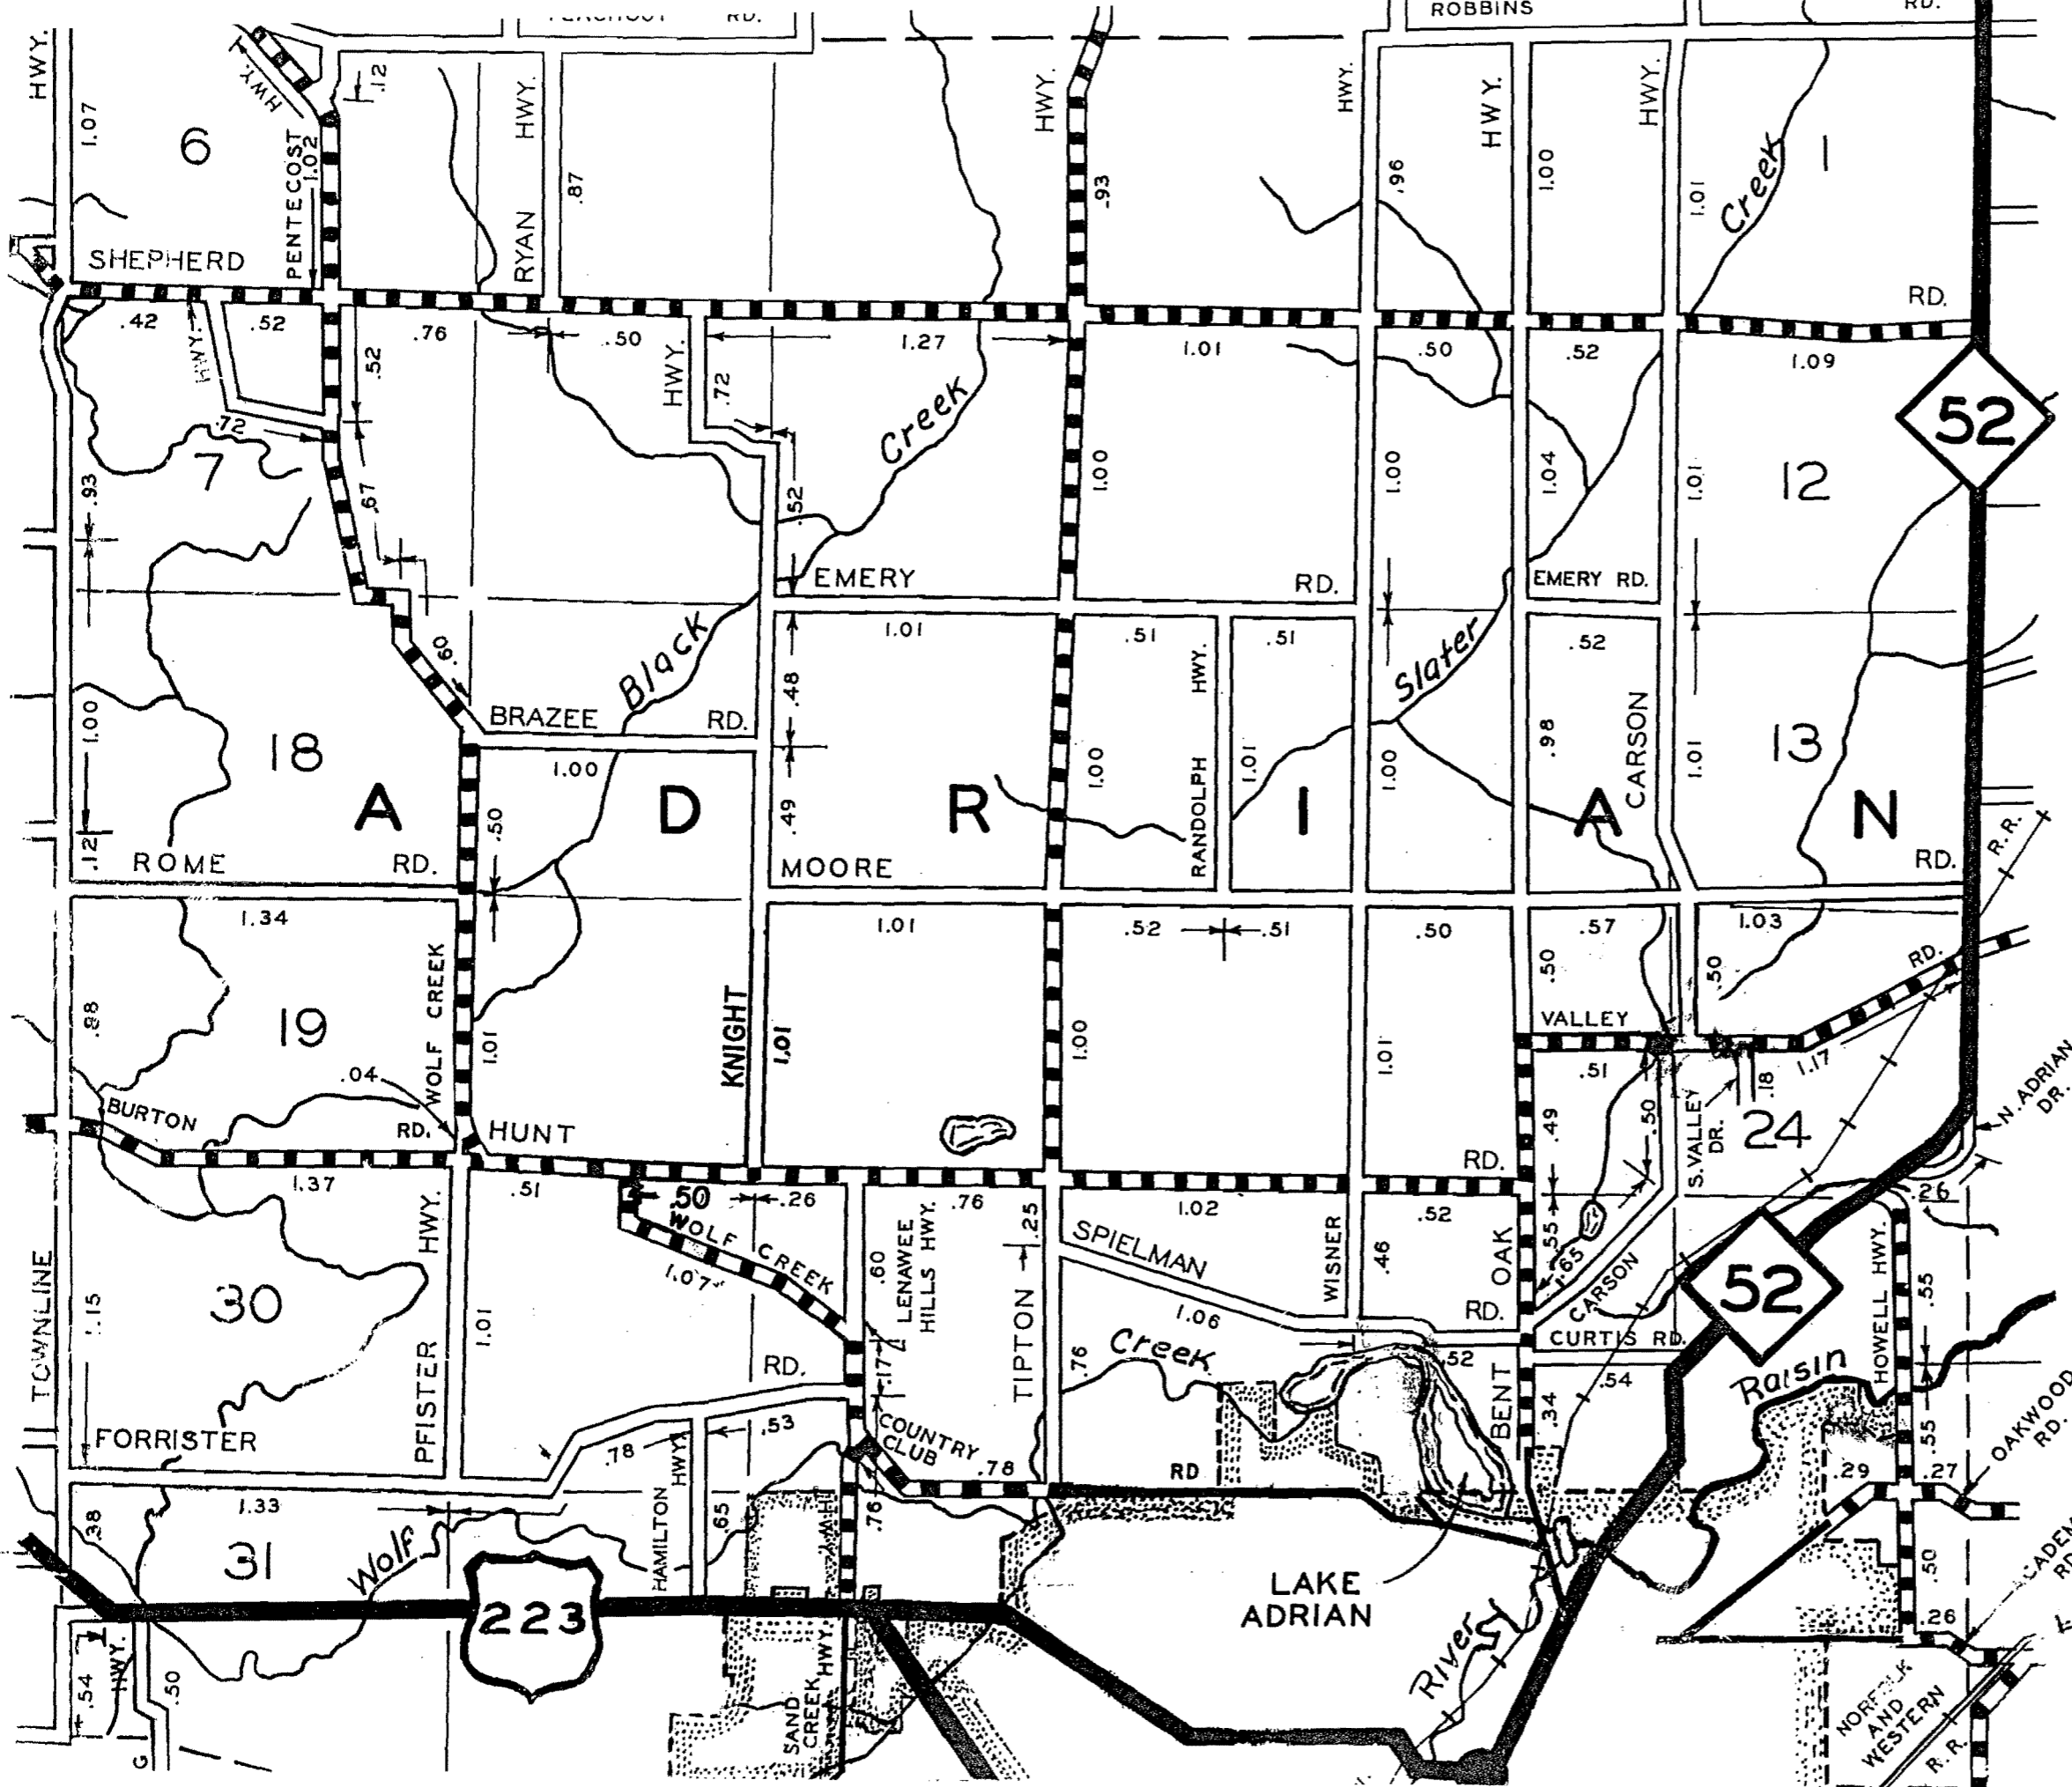 RD.
ROBBINS
RD.
HWY.
1.07
6
HWY.
.12
PENTECOST
1.02
RYAN HWY.
.87
HWY.
.93
HWY.
.96
HWY.
1.00
HWY.
1.01
Creek
1
SHEPHERD
RD.
.42
HWY.
.52
.52
.76
.50
HWY.
.72
1.27
1.01
.50
.52
1.09
52
.72
7
.93
.67
Creek
.52
1.00
1.00
1.04
1.01
12
EMERY
RD.
EMERY RD.
.60
Black
1.01
.51
.51
HWY.
Slater
.52
.48
BRAZEE
RD.
1.00
18
1.00
.50
.49
1.00
RANDOLPH
1.01
1.00
.98
CARSON
1.01
13
A D R I A N
.12
ROME
RD.
MOORE
RD.
R.R.
1.34
1.01
.52
.51
.50
.57
1.03
.50
.50
RD.
.88
19
WOLF CREEK
1.01
KNIGHT
1.01
1.00
1.01
VALLEY
.51
1.17
.18
.04
BURTON
RD.
HUNT
RD.
.49
.50
S. VALLEY
DR.
24
N. ADRIAN
DR.
1.37
.51
.50
.26
.76
.25
1.02
.52
.55
.65
.26
HWY.
WOLF CREEK
1.07
.60
LENAWEE
HILLS HWY.
SPIELMAN
RD.
1.06
WISNER
.46
OAK
CARSON
52
HOWELL HWY.
.55
TOWNLINE
1.15
30
PFISTER
1.01
RD.
.17
TIPTON
.76
Creek
.52
BENT
CURTIS RD.
.54
.34
Raisin
.55
OAKWOOD
RD.
FORRISTER
.78
.53
HWY.
COUNTRY
CLUB
.78
RD
.29
.27
1.33
.38
31
Wolf
HAMILTON
.65
HWY.
.76
.50
223
LAKE
ADRIAN
River
.26
RD.
.54
HWY.
.50
G
SAND
CREEK HWY.
NORFOLK
AND
WESTERN
R. R.